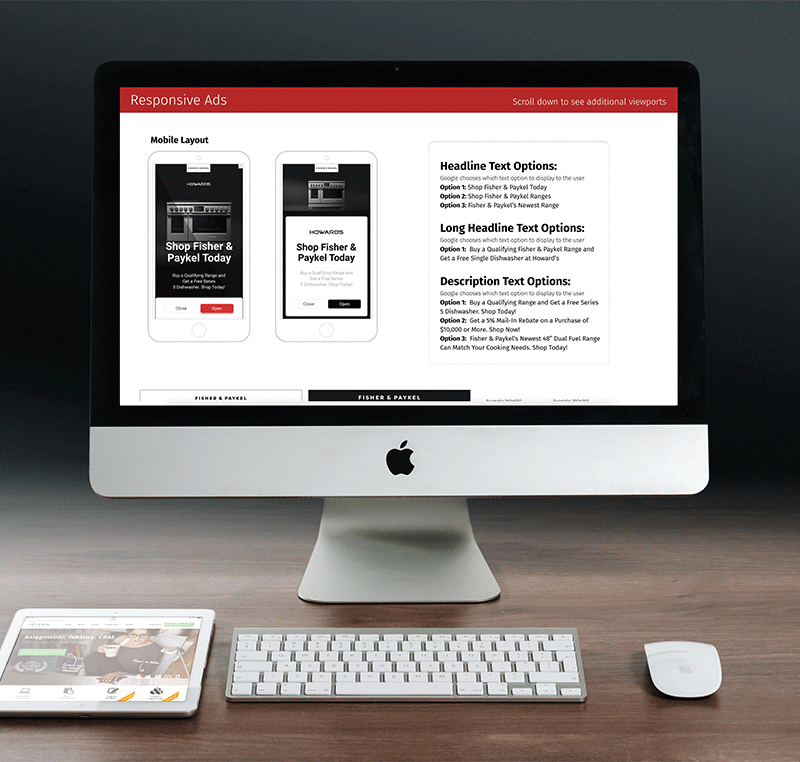 Responsive Ads
Scroll down to see additional viewports
Mobile Layout
FISHER & PAYKEL
HOWARD'S
Shop Fisher &
Paykel Today
Buy a Qualifying Range and
Get a Free Series
5 Dishwasher. Shop Today!
Close
Open
FISHER & PAYKEL
HOWARD'S
Shop Fisher &
Paykel Today
Buy a Qualifying Range and
Get a Free Series
5 Dishwasher. Shop Today!
Close
Open
Headline Text Options:
Google chooses which text option to display to the user
Option 1: Shop Fisher & Paykel Today
Option 2: Shop Fisher & Paykel Ranges
Option 3: Fisher & Paykel's Newest Range
Long Headline Text Options:
Google chooses which text option to display to the user
Option 1: Buy a Qualifying Fisher & Paykel Range and
Get a Free Single Dishwasher at Howard's
Description Text Options:
Google chooses which text option to display to the user
Option 1: Buy a Qualifying Range and Get a Free Series
5 Dishwasher. Shop Today!
Option 2: Get a 5% Mail-In Rebate on a Purchase of
$10,000 or More. Shop Now!
Option 3: Fisher & Paykel's Newest 48" Dual Fuel Range
Can Match Your Cooking Needs. Shop Today!
FISHER & PAYKEL
FISHER & PAYKEL
Księgowość, faktury, CRM